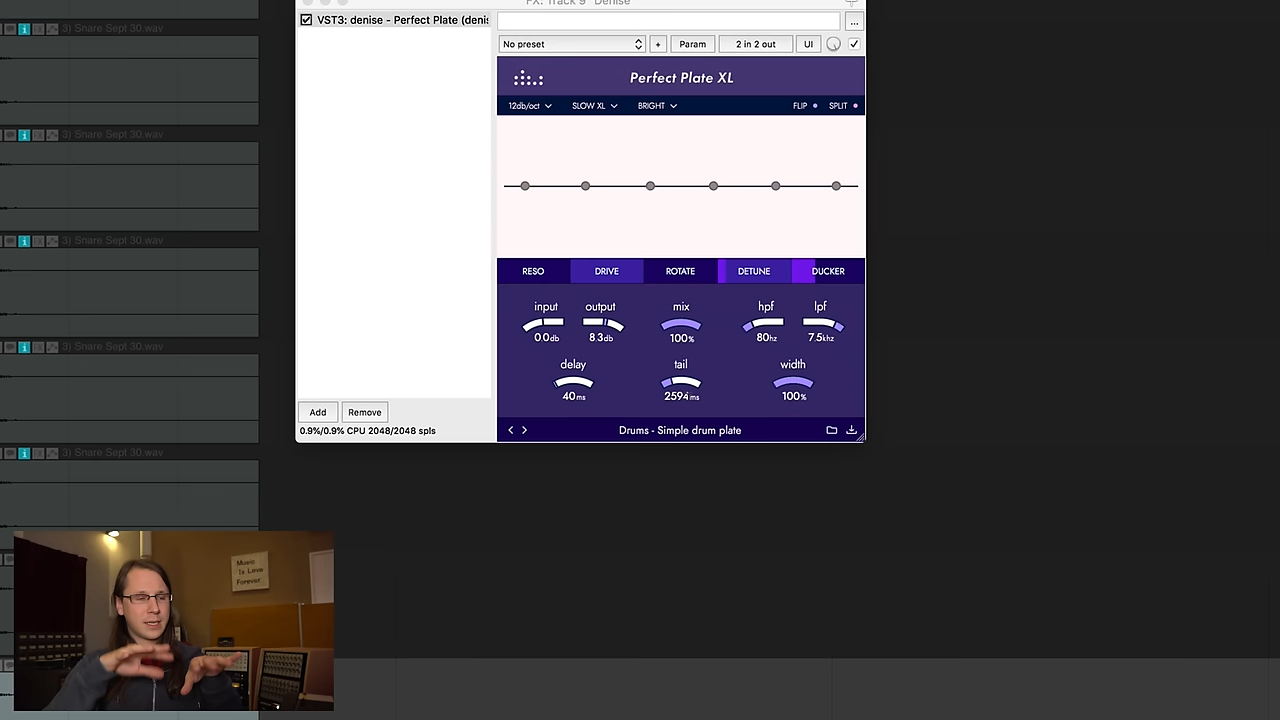 FX: Track 9 "Denise"
VST3: denise - Perfect Plate (denis
...
No preset
+
Param
2 in 2 out
UI
Perfect Plate XL
12db/oct
SLOW XL
BRIGHT
FLIP
SPLIT
RESO
DRIVE
ROTATE
DETUNE
DUCKER
input
output
mix
hpf
lpf
0.0db
8.3db
100%
80hz
7.5khz
delay
tail
width
40ms
2594ms
100%
Drums - Simple drum plate
Add
Remove
0.9%/0.9% CPU 2048/2048 spls
3) Snare Sept 30.wav
3) Snare Sept 30.wav
3) Snare Sept 30.wav
3) Snare Sept 30.wav
3) Snare Sept 30.wav
Music
Is Love
Forever